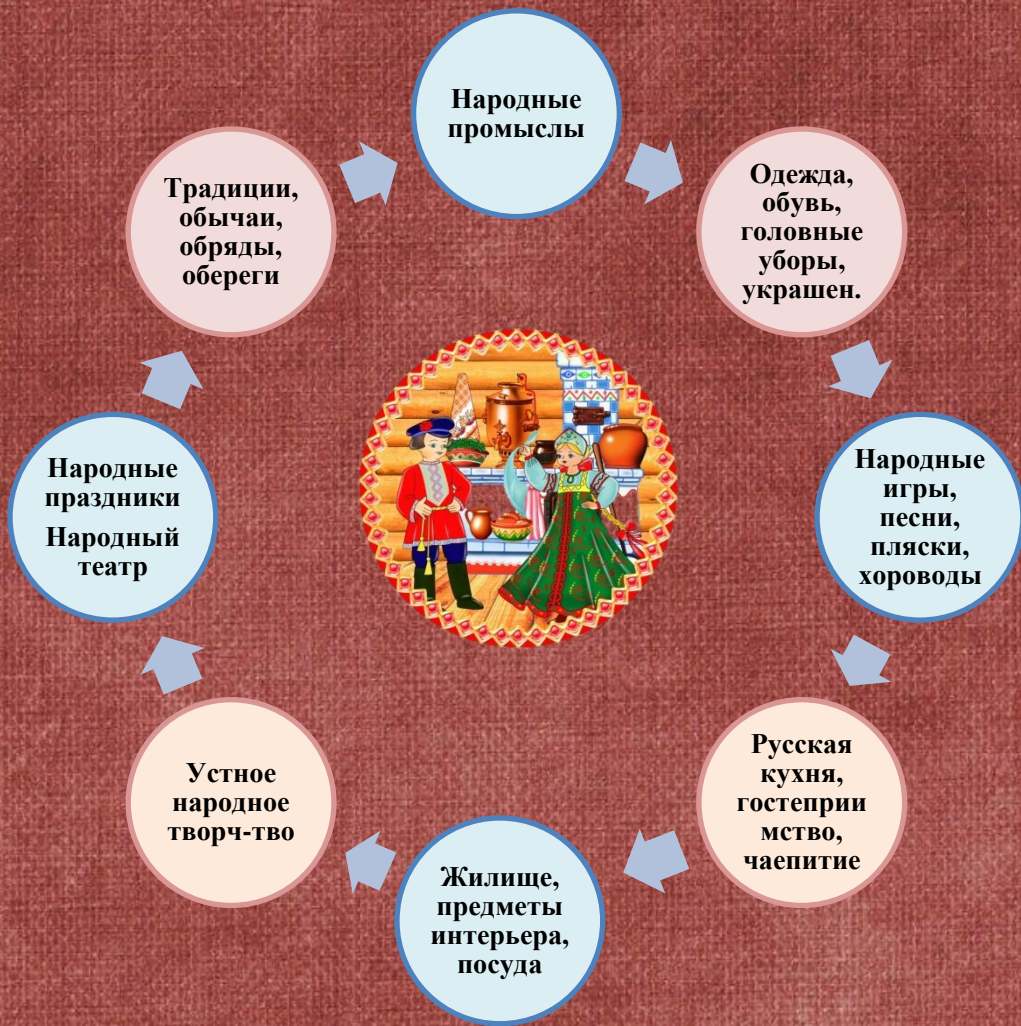 Народные
промыслы
Одежда,
обувь,
головные
уборы,
украшен.
Народные
игры,
песни,
пляски,
хороводы
Русская
кухня,
гостеприи
мство,
чаепитие
Жилище,
предметы
интерьера,
посуда
Устное
народное
творч-тво
Народные
праздники
Народный
театр
Традиции,
обычаи,
обряды,
обереги